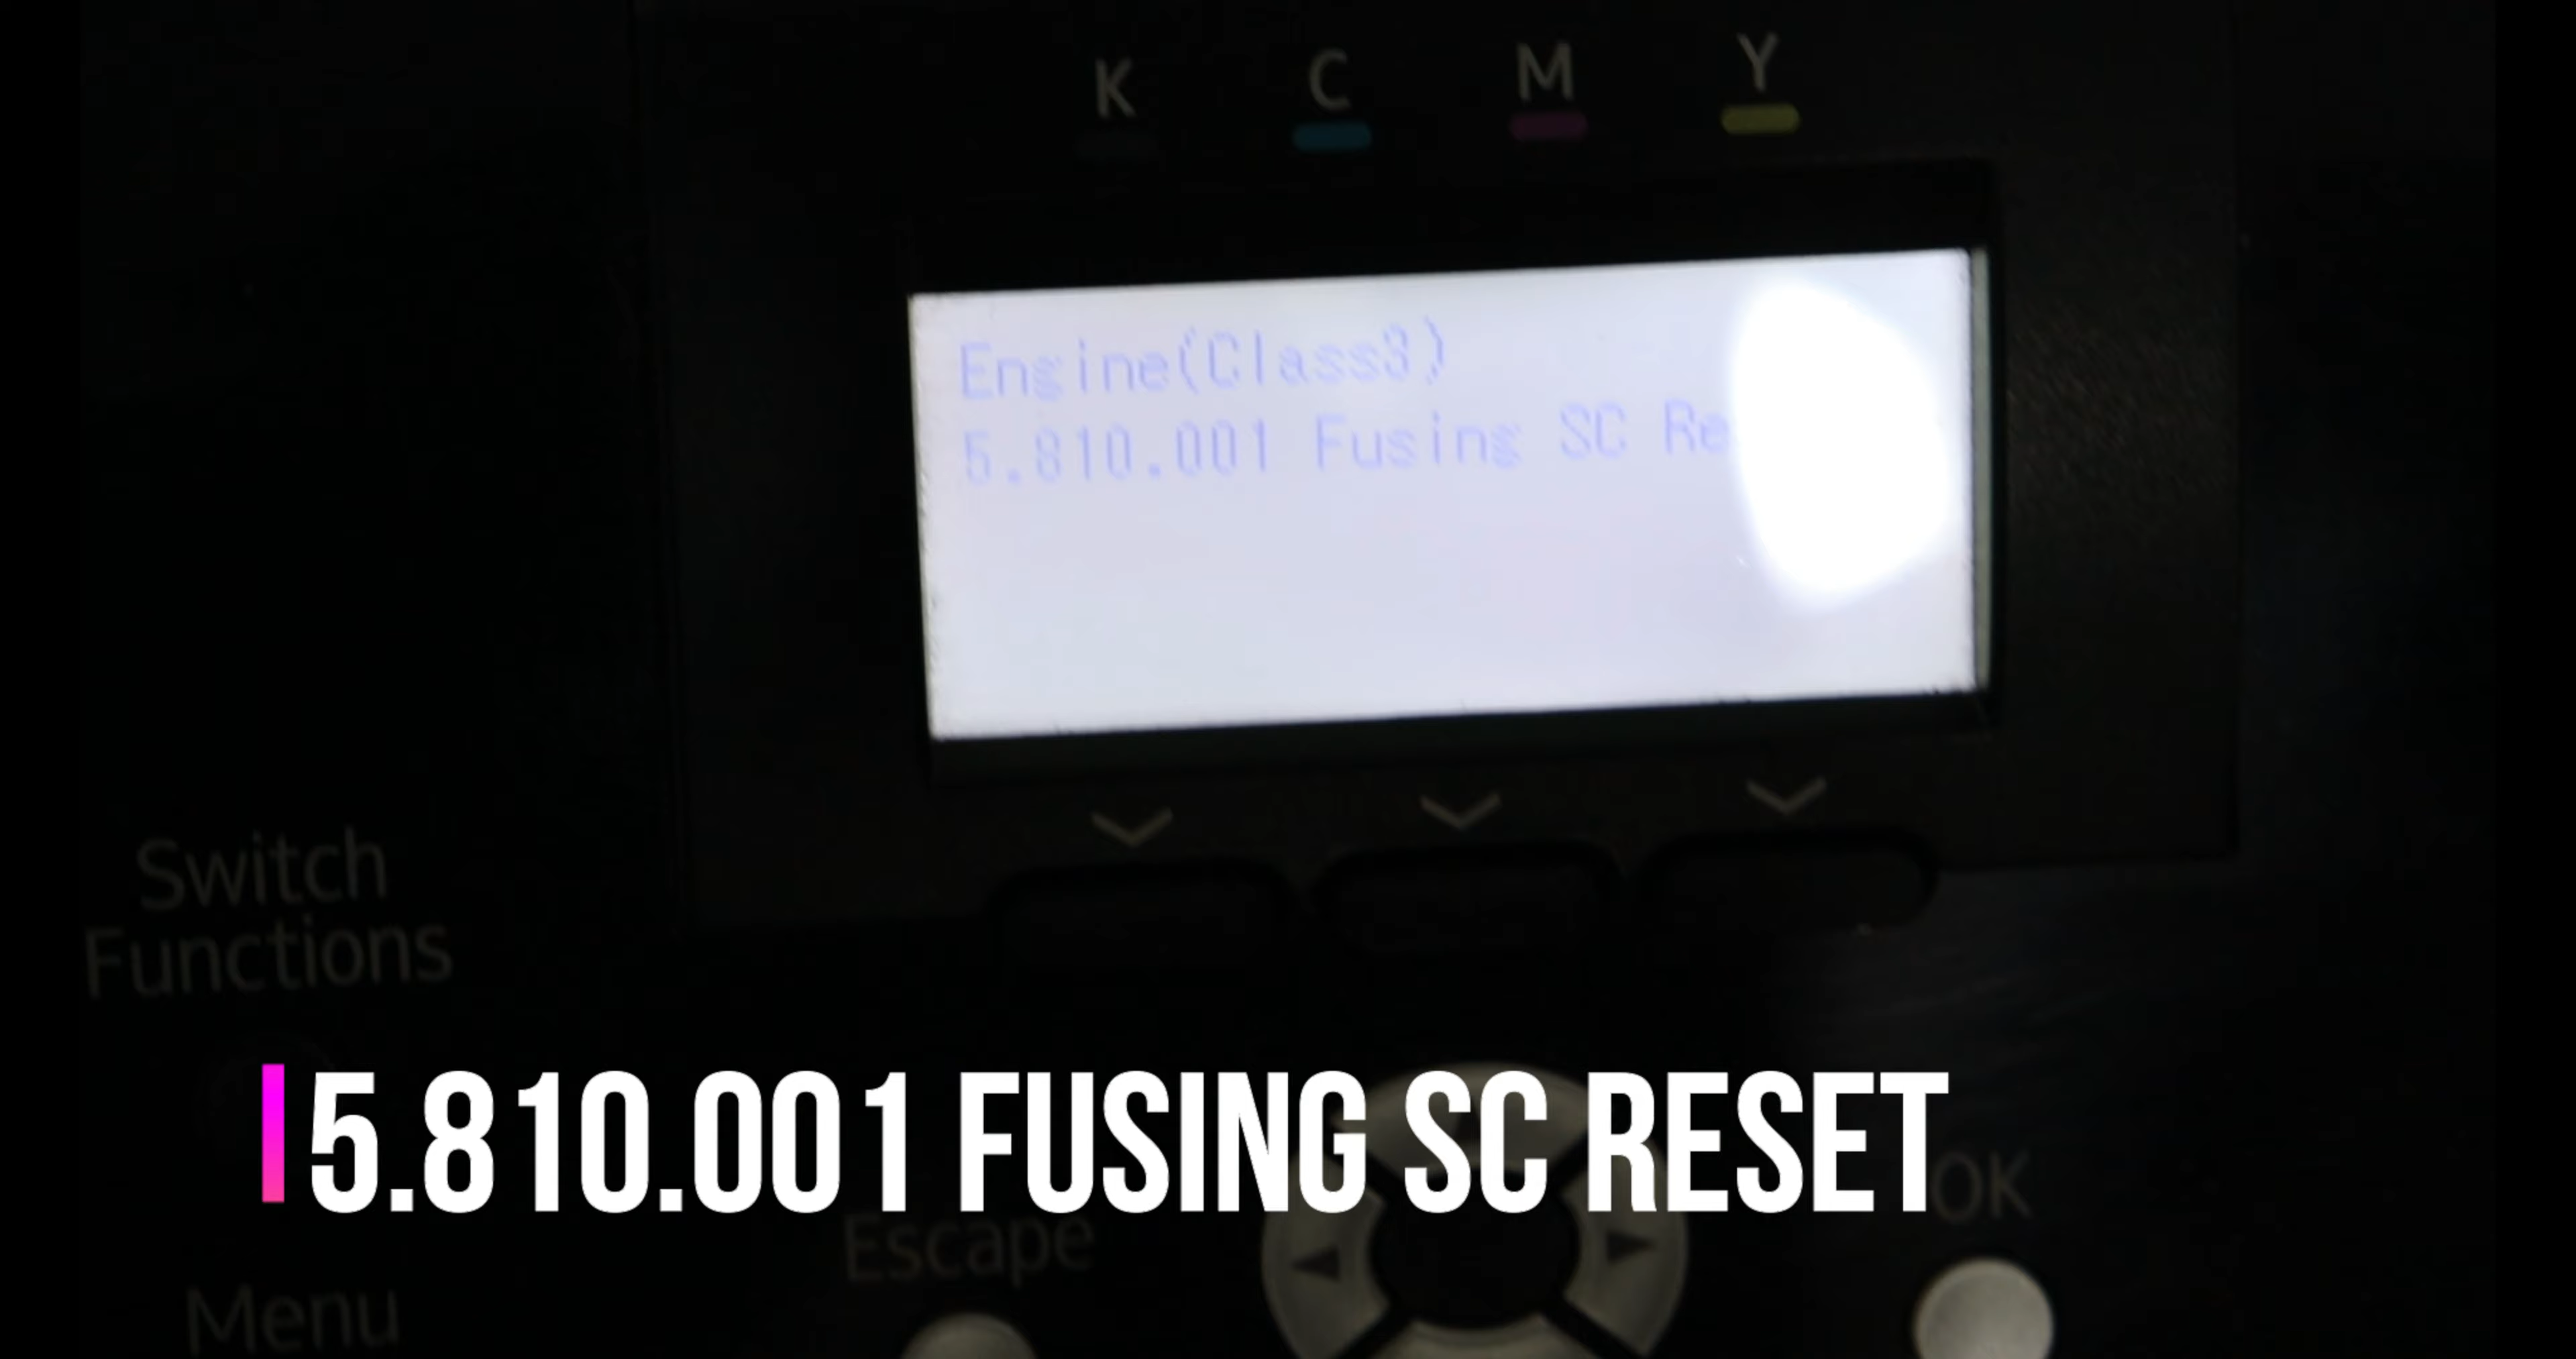 K C M Y
Engine(Class3)
5.810.001 Fusing SC Re
Switch
Functions
5.810.001 FUSING SC RESET
OK
Escape
Menu